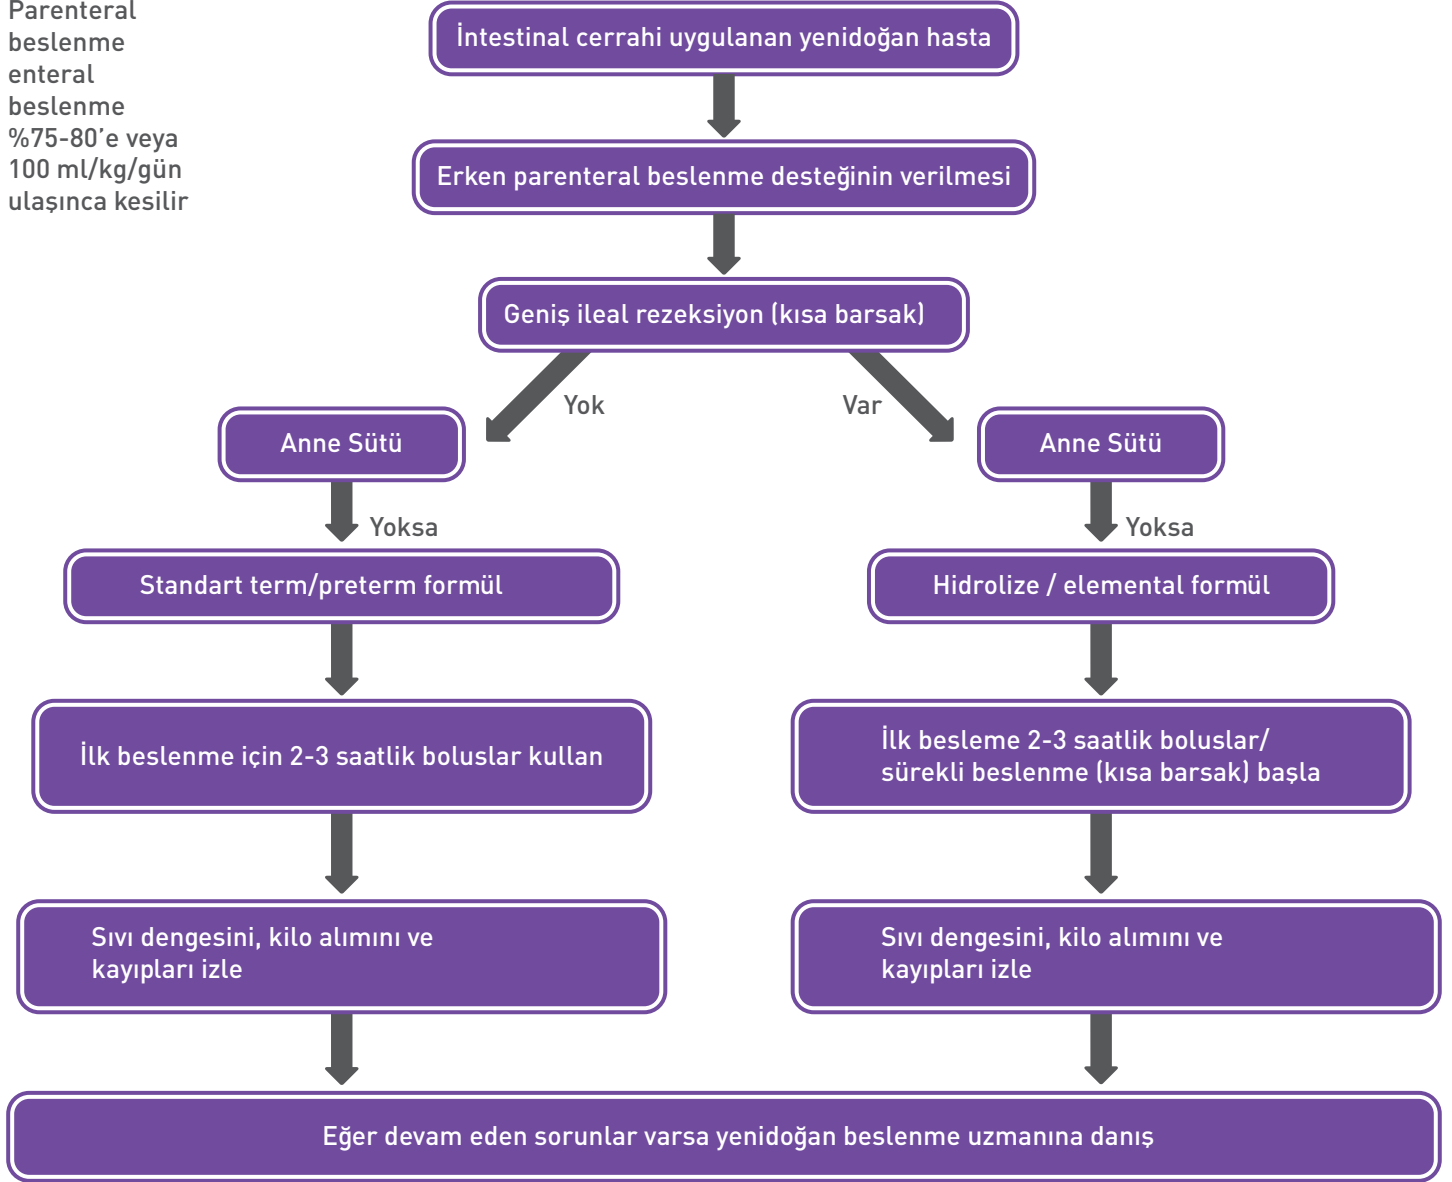 Parenteral
beslenme
enteral
beslenme
%75-80’e veya
100 ml/kg/gün
ulaşınca kesilir
İntestinal cerrahi uygulanan yenidoğan hasta
Erken parenteral beslenme desteğinin verilmesi
Geniş ileal rezeksiyon (kısa barsak)
Yok
Var
Anne Sütü
Anne Sütü
Yoksa
Yoksa
Standart term/preterm formül
Hidrolize / elemental formül
İlk beslenme için 2-3 saatlik boluslar kullan
İlk besleme 2-3 saatlik boluslar/
sürekli beslenme (kısa barsak) başla
Sıvı dengesini, kilo alımını ve
kayıpları izle
Sıvı dengesini, kilo alımını ve
kayıpları izle
Eğer devam eden sorunlar varsa yenidoğan beslenme uzmanına danış